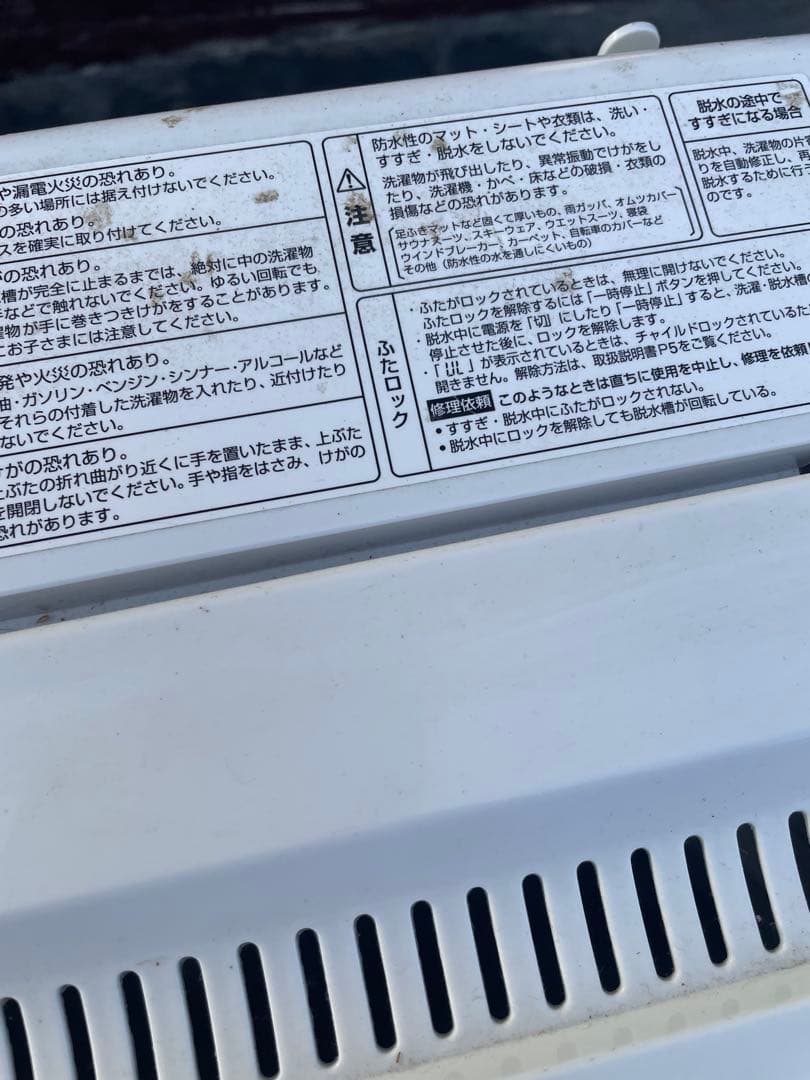 や漏電火災の恐れあり。
の多い場所には据え付けないでください。
の恐れあり。
スを確実に取り付けてください。
がの恐れあり。
槽が完全に止まるまでは、絶対に中の洗濯物
などで触れないでください。ゆるい回転でも
物が手に巻きつきけがをすることがあります。
にお子さまには注意してください。
発や火災の恐れあり。
油・ガソリン・ベンジン・シンナー・アルコールなど
それらの付着した洗濯物を入れたり、近付けたり
ないでください。
けがの恐れあり。
上ぶたの折れ曲がり近くに手を置いたまま、上ぶた
を開閉しないでください。手や指をはさみ、けがの
恐れがあります。
注意
防水性のマット・シートや衣類は、洗い・
すすぎ・脱水をしないでください。
洗濯物が飛び出したり、異常振動でけがをし
たり、洗濯機・かべ・床などの破損・衣類の
損傷などの恐れがあります。
足ふきマットなど固くて厚いもの、雨ガッパ、オムツカバー
サウナスーツ、スキーウェア、ウエットスーツ、寝袋
ウインドブレーカー、カーペット、自転車のカバーなど
その他（防水性の水を通しにくいもの）
脱水の途中で
すすぎになる場合
脱水中、洗濯物の片寄
りを自動修正し、再
脱水するために行
のです。
ふたロック
・ふたがロックされているときは、無理に開けないでください。
ふたロックを解除するには「一時停止」ボタンを押してください。
・脱水中に電源を「切」にしたり「一時停止」すると、洗濯・脱水槽の
停止させた後に、ロックを解除します。
・「 」が表示されているときは、チャイルドロックされているた
開きません。解除方法は、取扱説明書P5をご覧ください。
修理依頼 このようなときは直ちに使用を中止し、修理を依頼し
・すすぎ・脱水中にふたがロックされない。
・脱水中にロックを解除しても脱水槽が回転している。